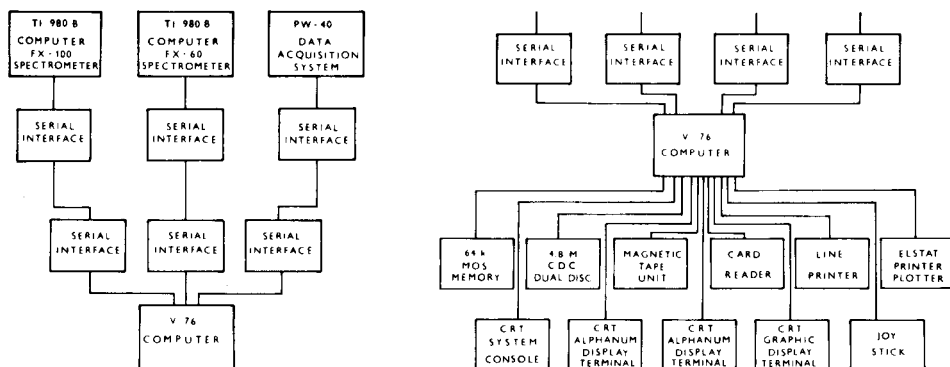 TI 980 B
COMPUTER
FX-100
SPECTROMETER
TI 980 B
COMPUTER
FX-60
SPECTROMETER
PW-40
DATA
ACQUISITION
SYSTEM
SERIAL
INTERFACE
SERIAL
INTERFACE
SERIAL
INTERFACE
SERIAL
INTERFACE
SERIAL
INTERFACE
SERIAL
INTERFACE
V 76
COMPUTER
SERIAL
INTERFACE
SERIAL
INTERFACE
SERIAL
INTERFACE
SERIAL
INTERFACE
V 76
COMPUTER
64 k
MOS
MEMORY
4.8 M
CDC
DUAL DISC
MAGNETIC
TAPE
UNIT
CARD
READER
LINE
PRINTER
ELSTAT
PRINTER
PLOTTER
CRT
SYSTEM
CONSOLE
CRT
ALPHANUM
DISPLAY
TERMINAL
CRT
ALPHANUM
DISPLAY
TERMINAL
CRT
GRAPHIC
DISPLAY
TERMINAL
JOY
STICK